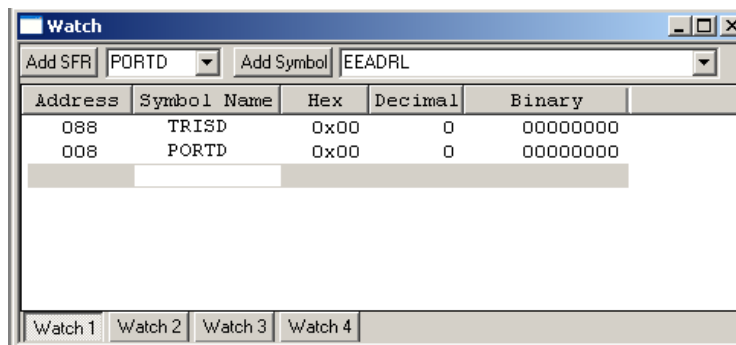 Watch
Add SFR PORTD Add Symbol EEADRL
Address Symbol Name Hex Decimal Binary
088 TRISD 0x00 0 00000000
008 PORTD 0x00 0 00000000
Watch 1 Watch 2 Watch 3 Watch 4